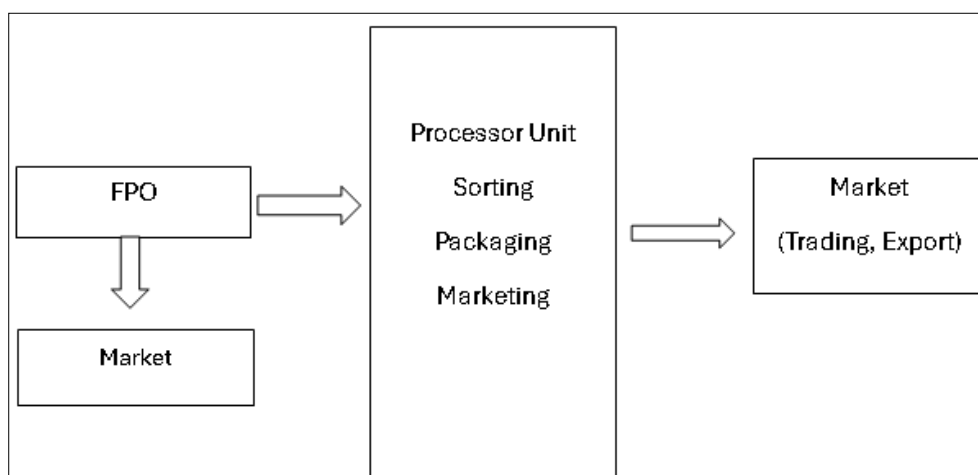 FPO
Market
Processor Unit
Sorting
Packaging
Marketing
Market
(Trading, Export)